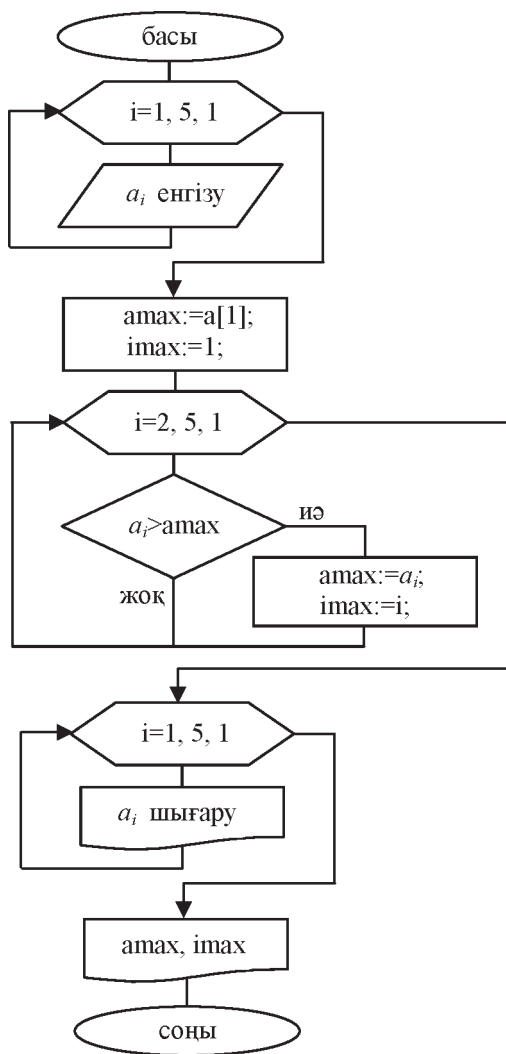 басы
i=1, 5, 1
ai енгізу
amax:=a[1];
imax:=1;
i=2, 5, 1
ai>amax
иә
amax:=ai;
imax:=i;
жоқ
i=1, 5, 1
ai шығару
amax, imax
соңы